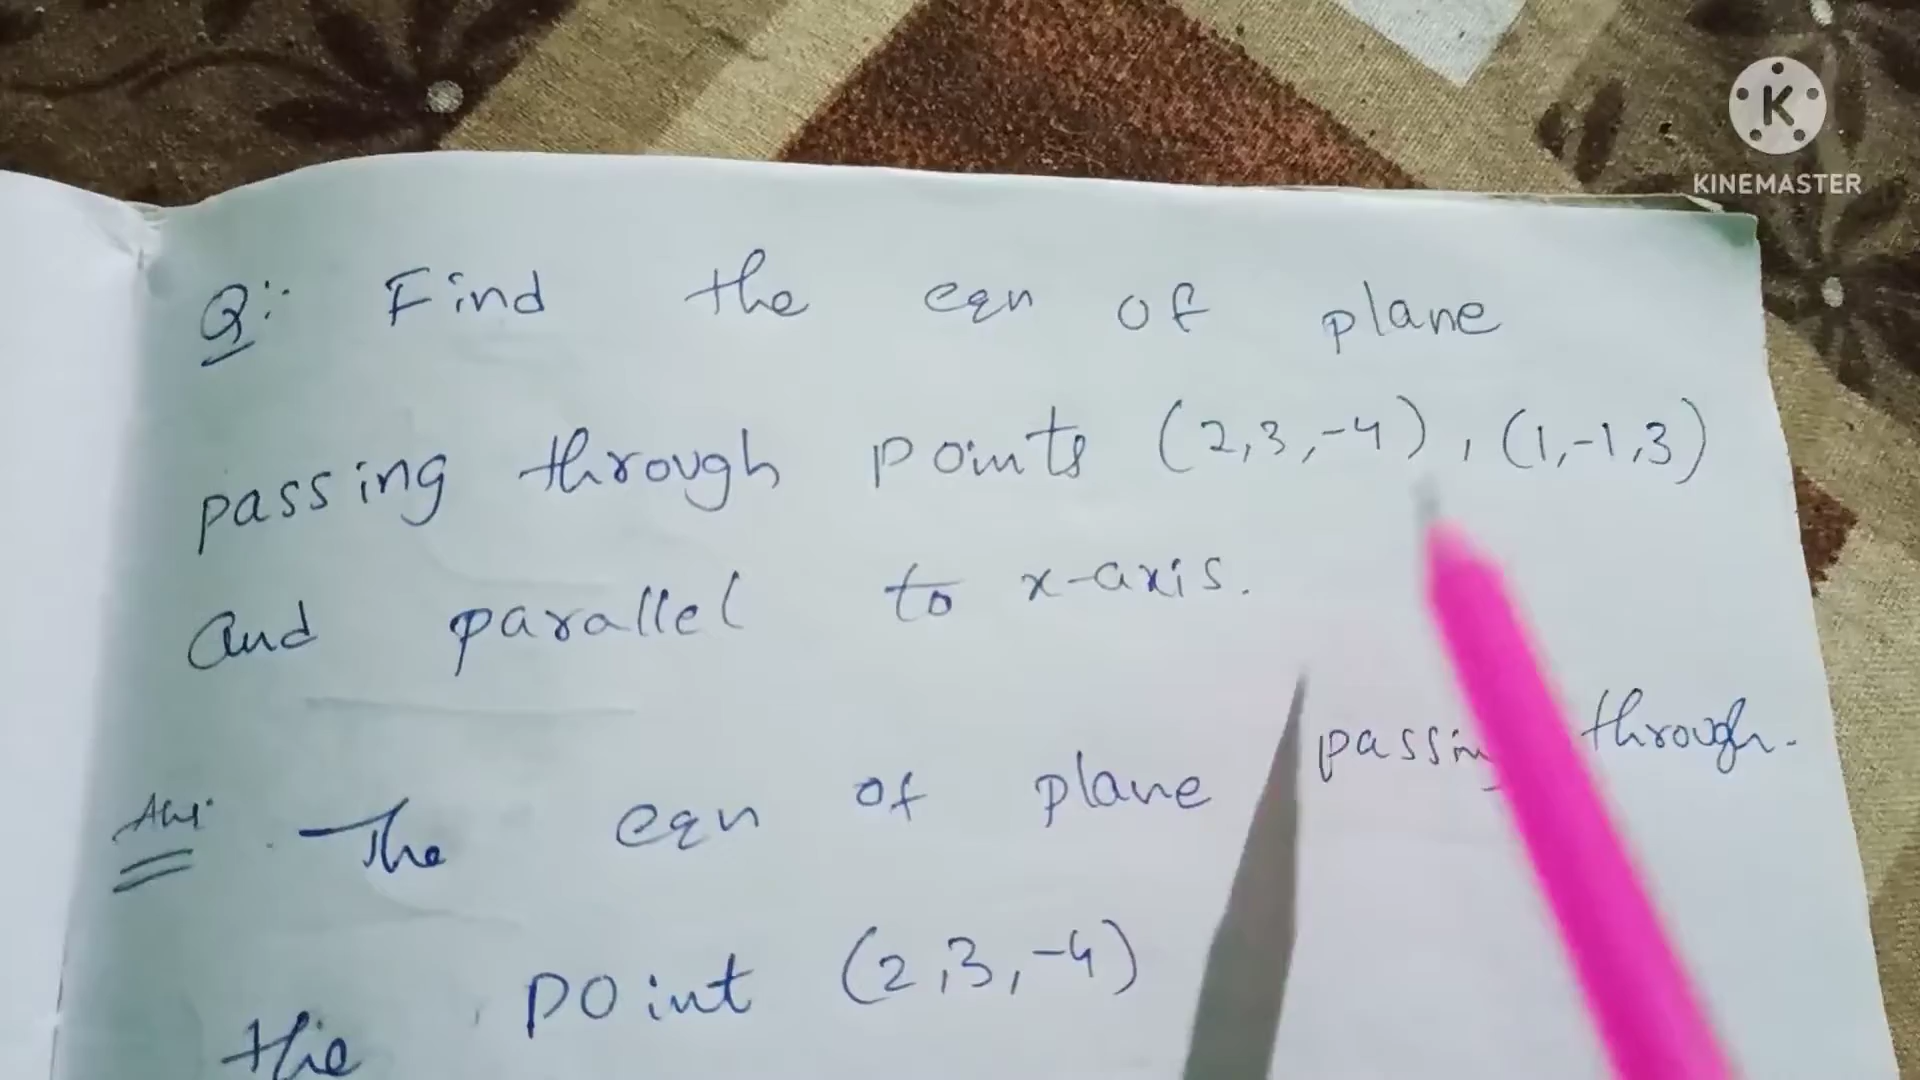 Q:- Find the eqn of plane
passing through points (2,3,-4), (1,-1,3)
and parallel to x-axis.
Ans. The eqn of plane passing through
the point (2,3,-4)
K
KINEMASTER